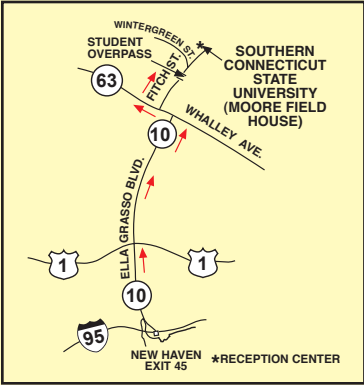 WINTERGREEN ST.
*
STUDENT
OVERPASS
SOUTHERN
CONNECTICUT
STATE
UNIVERSITY
(MOORE FIELD
HOUSE)
63
FITCH ST.
WHALLEY AVE.
10
ELLA GRASSO BLVD.
1
1
10
95
NEW HAVEN
EXIT 45
*RECEPTION CENTER